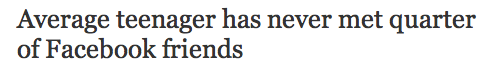 Average teenager has never met quarter
of Facebook friends